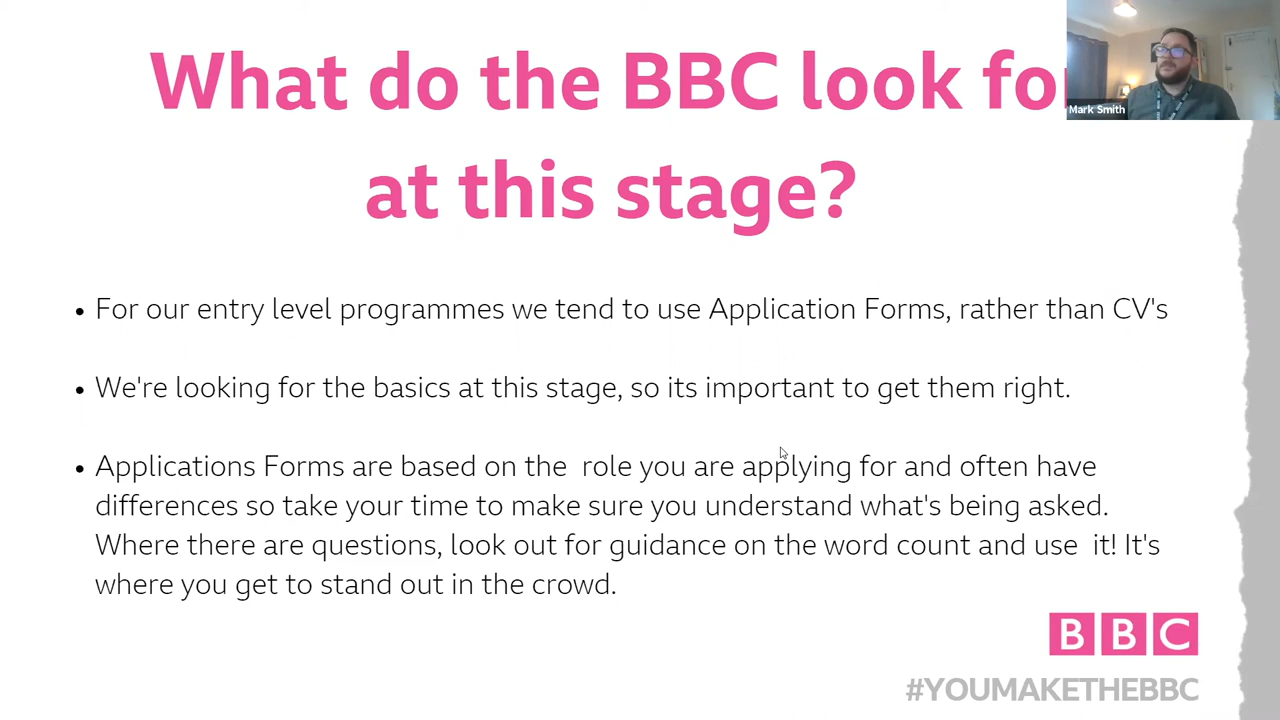 What do the BBC look for
at this stage?
Mark Smith
• For our entry level programmes we tend to use Application Forms, rather than CV's
• We're looking for the basics at this stage, so its important to get them right.
• Applications Forms are based on the role you are applying for and often have
differences so take your time to make sure you understand what's being asked.
Where there are questions, look out for guidance on the word count and use it! It's
where you get to stand out in the crowd.
BBC
#YOUMAKETHEBBC